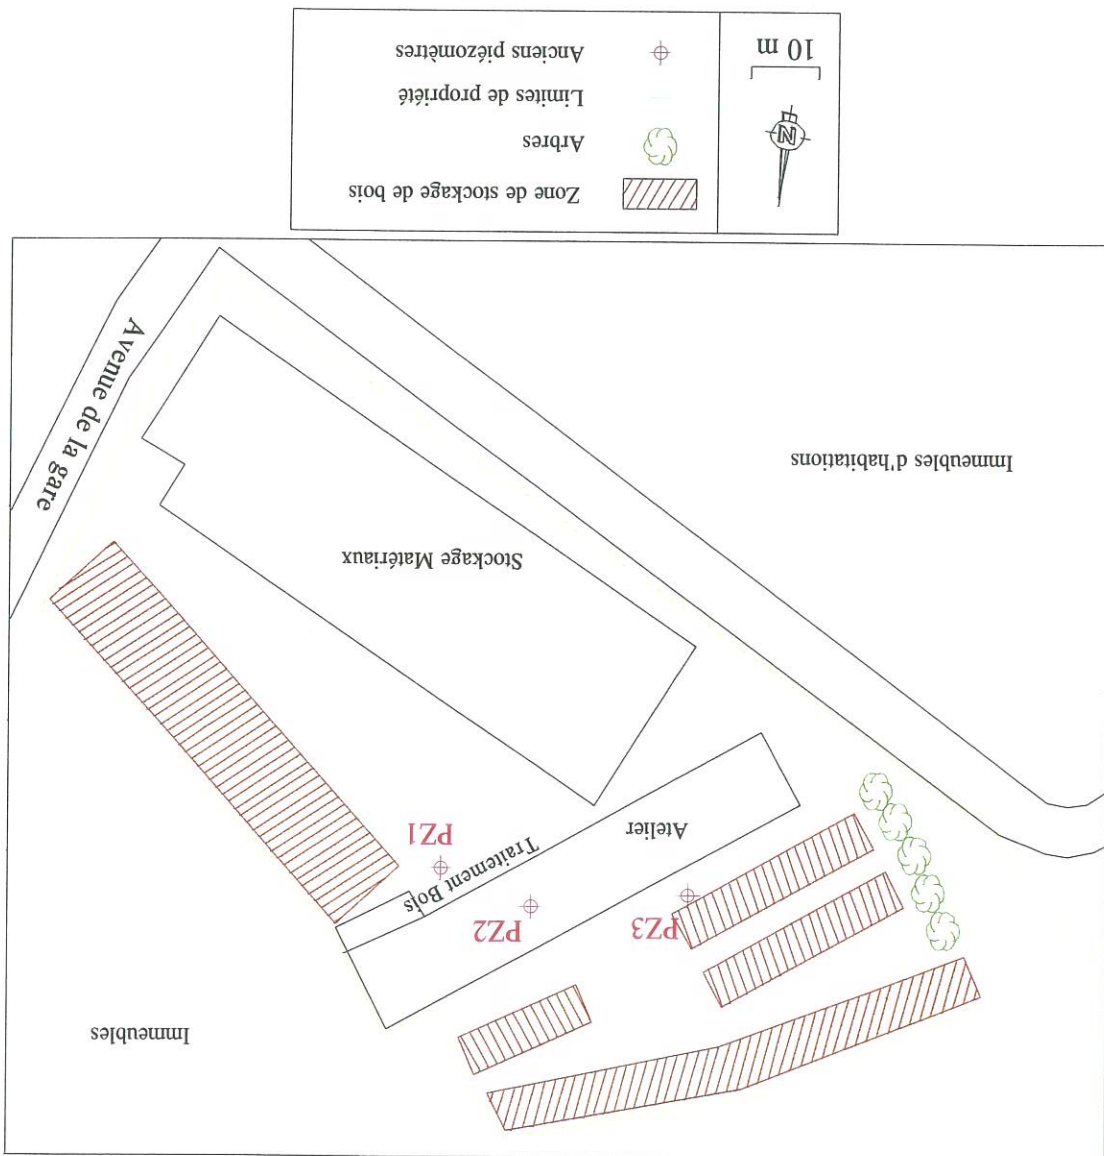 Immeubles
PZ3
PZ2
Traitement Bois
PZ1
Atelier
Stockage Matériaux
Immeubles d'habitations
Avenue de la gare
Zone de stockage de bois
Arbres
Limites de propriété
Anciens piézomètres
N
10 m